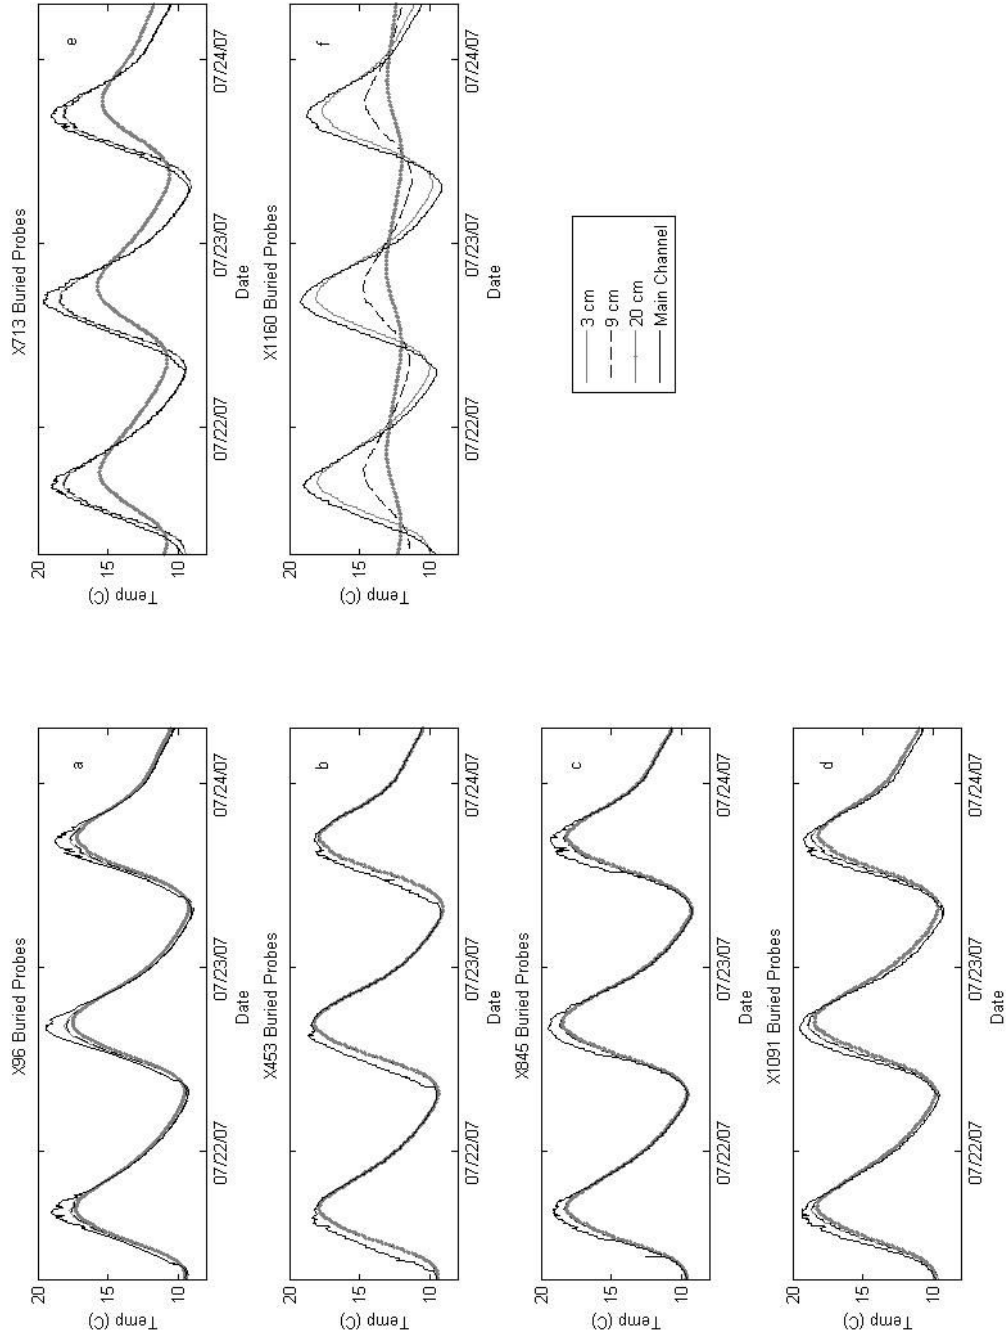 X96 Buried Probes
20
15
10
Temp (C)
a
07/22/07
07/23/07
07/24/07
Date
X453 Buried Probes
20
15
10
Temp (C)
b
07/22/07
07/23/07
07/24/07
Date
X845 Buried Probes
20
15
10
Temp (C)
c
07/22/07
07/23/07
07/24/07
Date
X1091 Buried Probes
20
15
10
Temp (C)
d
07/22/07
07/23/07
07/24/07
Date
X713 Buried Probes
20
15
10
Temp (C)
e
07/22/07
07/23/07
07/24/07
Date
X1160 Buried Probes
20
15
10
Temp (C)
f
07/22/07
07/23/07
07/24/07
Date
3 cm
9 cm
20 cm
Main Channel